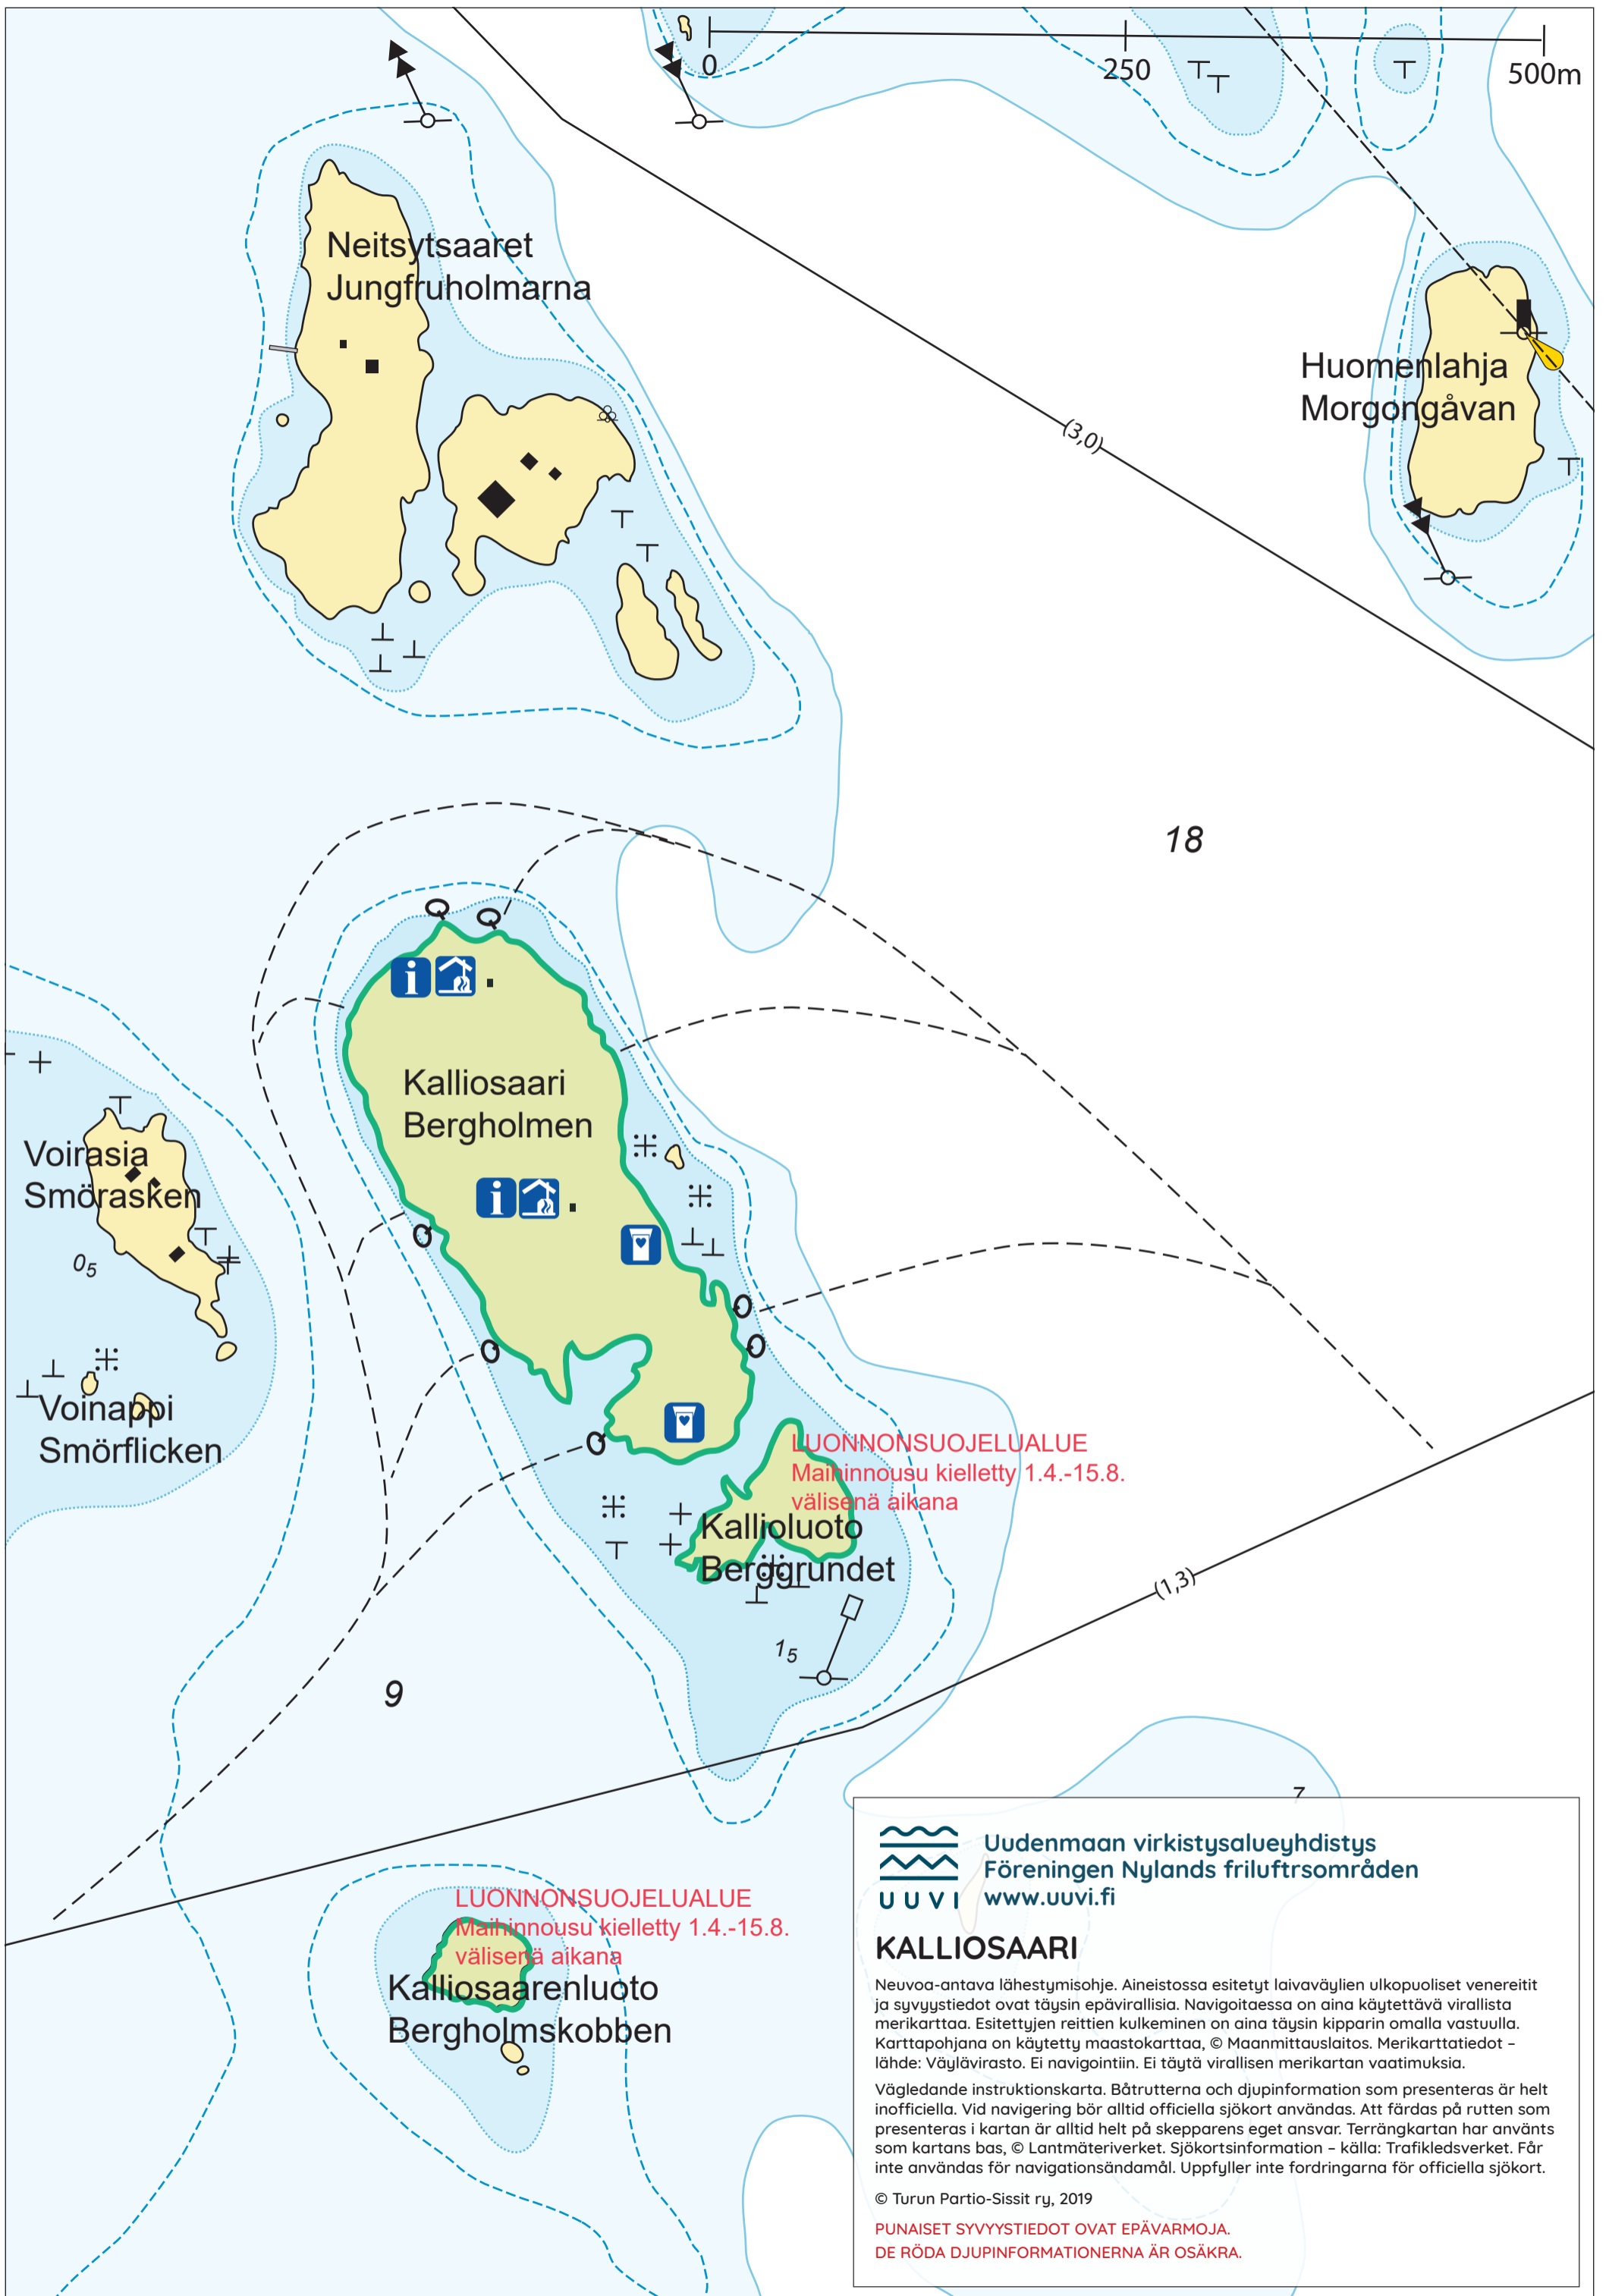 0
250
500m
Neitsytsaaret
Jungfruholmarna
Huomenlahja
Morgongåvan
(3,0)
18
Kalliosaari
Bergholmen
Voirasia
Smörasken
0₅
Voinappi
Smörflicken
LUONNONSUOJELUALUE
Maihinnousu kielletty 1.4.-15.8.
välisenä aikana
Kallioluoto
Berggrundet
(1,3)
1₅
9
7
LUONNONSUOJELUALUE
Maihinnousu kielletty 1.4.-15.8.
välisenä aikana
Kalliosaarenluoto
Bergholmskobben
UUVI
Uudenmaan virkistysalueyhdistys
Föreningen Nylands friluftrsområden
www.uuvi.fi
KALLIOSAARI
Neuvoa-antava lähestymisohje. Aineistossa esitetyt laivaväylien ulkopuoliset venereitit
ja syvyystiedot ovat täysin epävirallisia. Navigoitaessa on aina käytettävä virallista
merikarttaa. Esitettyjen reittien kulkeminen on aina täysin kipparin omalla vastuulla.
Karttapohjana on käytetty maastokarttaa, © Maanmittauslaitos. Merikarttatiedot –
lähde: Väylävirasto. Ei navigointiin. Ei täytä virallisen merikartan vaatimuksia.
Vägledande instruktionskarta. Båtrutterna och djupinformation som presenteras är helt
inofficiella. Vid navigering bör alltid officiella sjökort användas. Att färdas på rutten som
presenteras i kartan är alltid helt på skepparens eget ansvar. Terrängkartan har använts
som kartans bas, © Lantmäteriverket. Sjökortsinformation – källa: Trafikledsverket. Får
inte användas för navigationsändamål. Uppfyller inte fordringarna för officiella sjökort.
© Turun Partio-Sissit ry, 2019
PUNAISET SYVYYSTIEDOT OVAT EPÄVARMOJA.
DE RÖDA DJUPINFORMATIONERNA ÄR OSÄKRA.